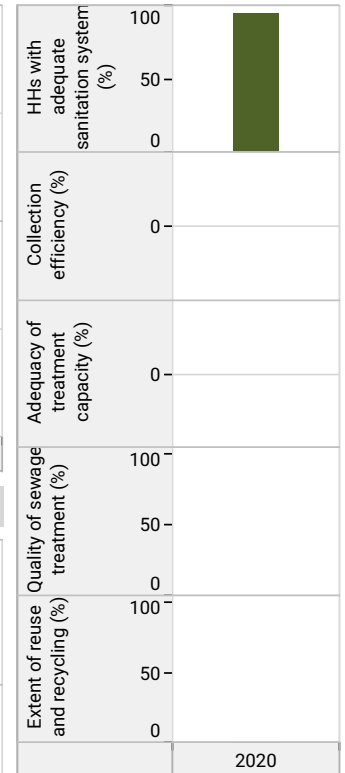 HHs with
adequate
sanitation system
(%)
100
50
0
Collection
efficiency (%)
0
Adequacy of
treatment
capacity (%)
0
Quality of sewage
treatment (%)
100
50
0
Extent of reuse
and recycling (%)
100
50
0
2020